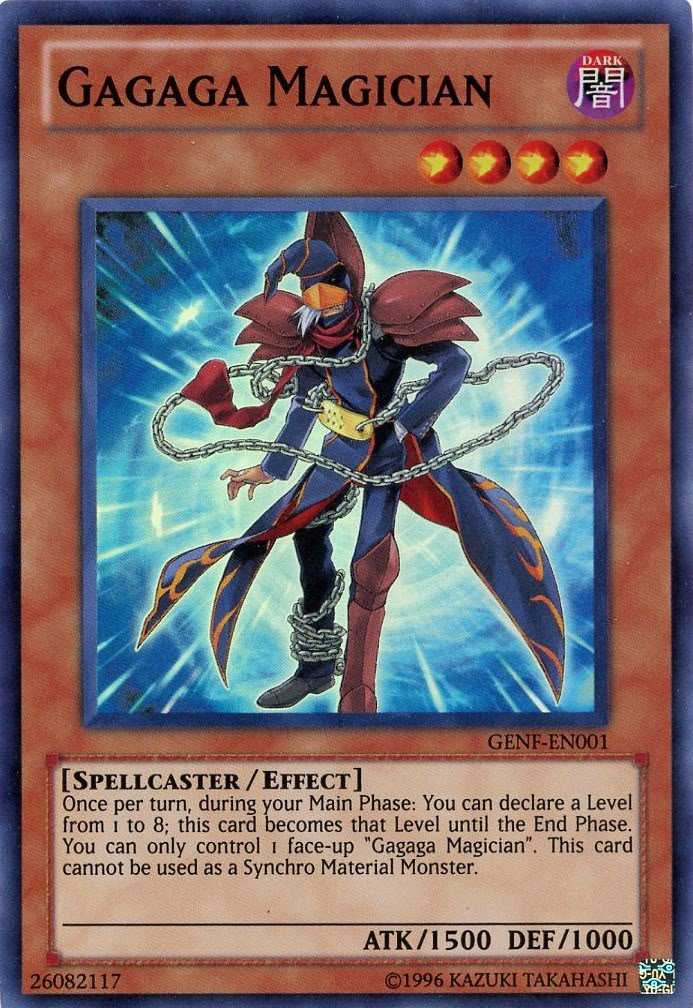 Gagaga Magician
DARK
闇
GENF-EN001
[Spellcaster / Effect]
Once per turn, during your Main Phase: You can declare a Level
from 1 to 8; this card becomes that Level until the End Phase.
You can only control 1 face-up "Gagaga Magician". This card
cannot be used as a Synchro Material Monster.
ATK/1500 DEF/1000
26082117
©1996 KAZUKI TAKAHASHI